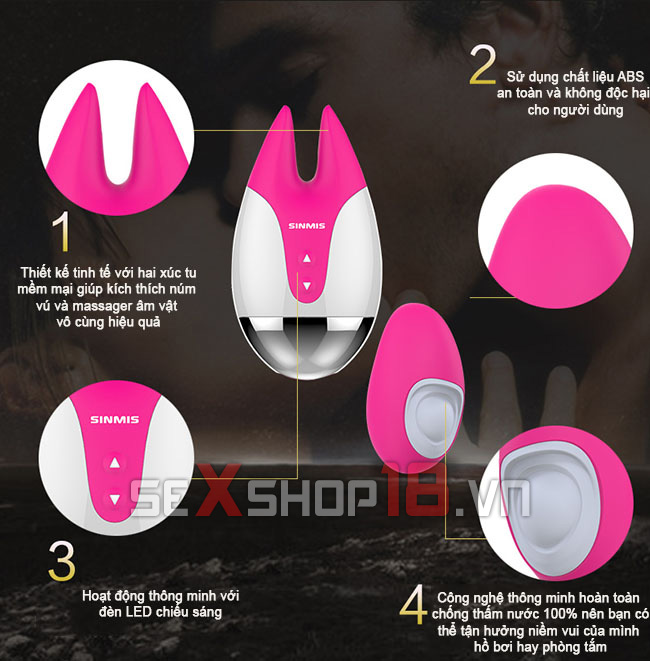 2
Sử dụng chất liệu ABS
an toàn và không độc hại
cho người dùng
SINMIS
1
Thiết kế tinh tế với hai xúc tu
mềm mại giúp kích thích núm
vú và massager âm vật
vô cùng hiệu quả
SINMIS
SEXSHOP18.VN
3
Hoạt động thông minh với
đèn LED chiếu sáng
4
Công nghệ thông minh hoàn toàn
chống thấm nước 100% nên bạn có
thể tận hưởng niềm vui của mình
hồ bơi hay phòng tắm